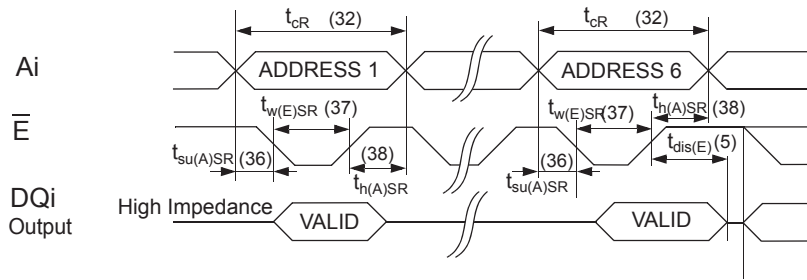 tcR (32) tcR (32)
Ai ADDRESS 1 ADDRESS 6
tw(E)SR (37) tw(E)SR (37) th(A)SR (38)
E
tsu(A)SR (36) (38) th(A)SR (36) tsu(A)SR tdis(E) (5)
DQi
Output High Impedance VALID VALID